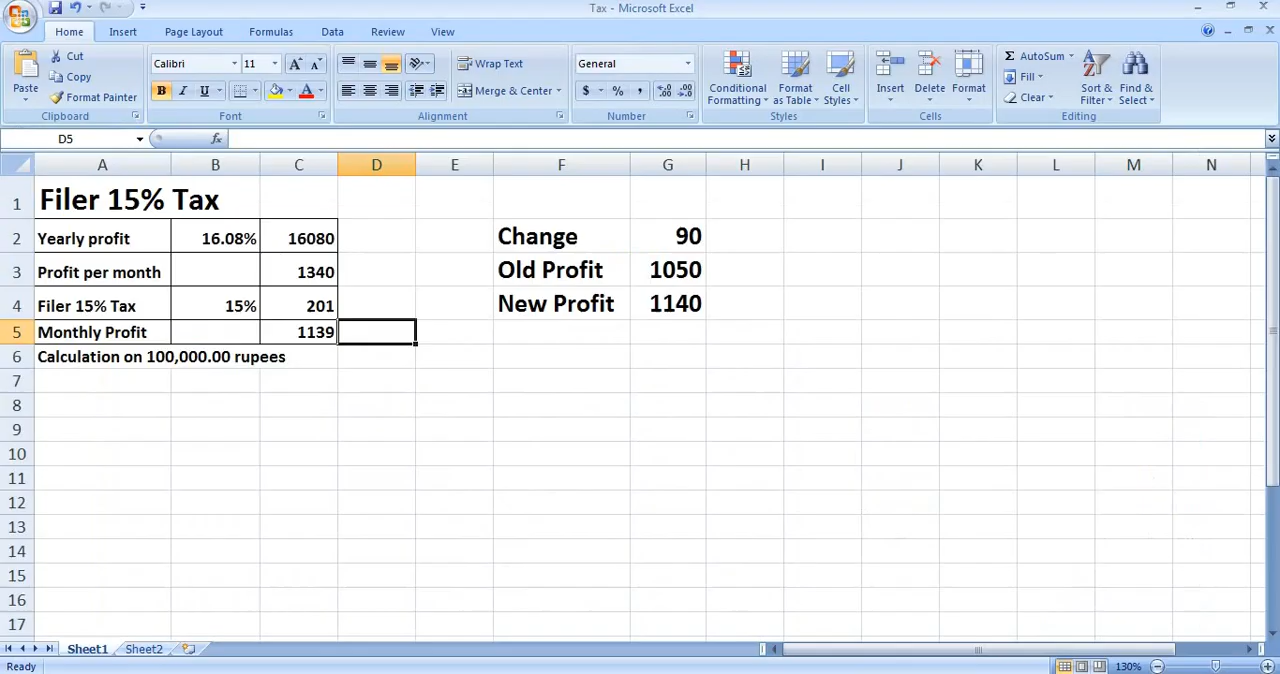 Tax - Microsoft Excel
Home Insert Page Layout Formulas Data Review View
Paste
Cut
Copy
Format Painter
Clipboard
Calibri 11
B I U
Font
Wrap Text
Merge & Center
Alignment
General
$ % ,
Number
Conditional Formatting
Format as Table
Cell Styles
Styles
Insert Delete Format
Cells
Σ AutoSum
Fill
Clear
Sort & Filter
Find & Select
Editing
D5 fx
A B C D E F G H I J K L M N
1 Filer 15% Tax
2 Yearly profit 16.08% 16080 Change 90
3 Profit per month 1340 Old Profit 1050
4 Filer 15% Tax 15% 201 New Profit 1140
5 Monthly Profit 1139
6 Calculation on 100,000.00 rupees
7
8
9
10
11
12
13
14
15
16
17
Sheet1 Sheet2
Ready 130%